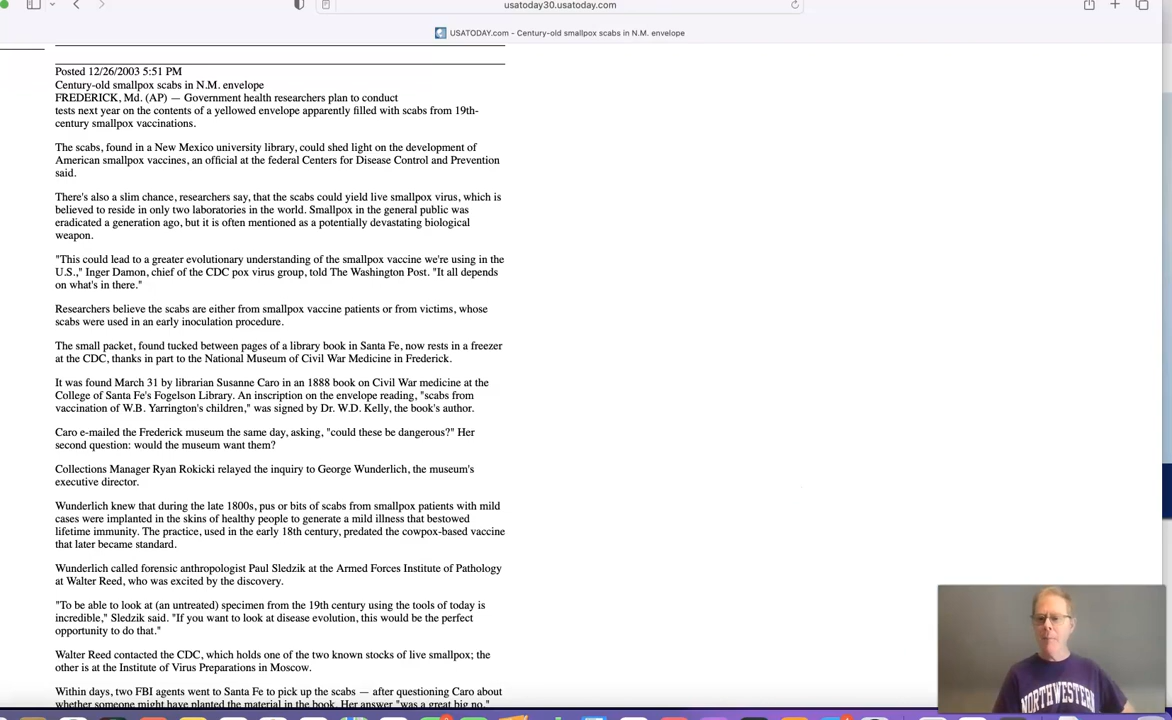 usatoday30.usatoday.com
USATODAY.com - Century-old smallpox scabs in N.M. envelope
Posted 12/26/2003 5:51 PM
Century-old smallpox scabs in N.M. envelope
FREDERICK, Md. (AP) — Government health researchers plan to conduct
tests next year on the contents of a yellowed envelope apparently filled with scabs from 19th-
century smallpox vaccinations.
The scabs, found in a New Mexico university library, could shed light on the development of
American smallpox vaccines, an official at the federal Centers for Disease Control and Prevention
said.
There's also a slim chance, researchers say, that the scabs could yield live smallpox virus, which is
believed to reside in only two laboratories in the world. Smallpox in the general public was
eradicated a generation ago, but it is often mentioned as a potentially devastating biological
weapon.
"This could lead to a greater evolutionary understanding of the smallpox vaccine we're using in the
U.S.," Inger Damon, chief of the CDC pox virus group, told The Washington Post. "It all depends
on what's in there."
Researchers believe the scabs are either from smallpox vaccine patients or from victims, whose
scabs were used in an early inoculation procedure.
The small packet, found tucked between pages of a library book in Santa Fe, now rests in a freezer
at the CDC, thanks in part to the National Museum of Civil War Medicine in Frederick.
It was found March 31 by librarian Susanne Caro in an 1888 book on Civil War medicine at the
College of Santa Fe's Fogelson Library. An inscription on the envelope reading, "scabs from
vaccination of W.B. Yarrington's children," was signed by Dr. W.D. Kelly, the book's author.
Caro e-mailed the Frederick museum the same day, asking, "could these be dangerous?" Her
second question: would the museum want them?
Collections Manager Ryan Rokicki relayed the inquiry to George Wunderlich, the museum's
executive director.
Wunderlich knew that during the late 1800s, pus or bits of scabs from smallpox patients with mild
cases were implanted in the skins of healthy people to generate a mild illness that bestowed
lifetime immunity. The practice, used in the early 18th century, predated the cowpox-based vaccine
that later became standard.
Wunderlich called forensic anthropologist Paul Sledzik at the Armed Forces Institute of Pathology
at Walter Reed, who was excited by the discovery.
"To be able to look at (an untreated) specimen from the 19th century using the tools of today is
incredible," Sledzik said. "If you want to look at disease evolution, this would be the perfect
opportunity to do that."
Walter Reed contacted the CDC, which holds one of the two known stocks of live smallpox; the
other is at the Institute of Virus Preparations in Moscow.
Within days, two FBI agents went to Santa Fe to pick up the scabs — after questioning Caro about
whether someone might have planted the material in the book. Her answer "was a great big no."
NORTHWESTERN